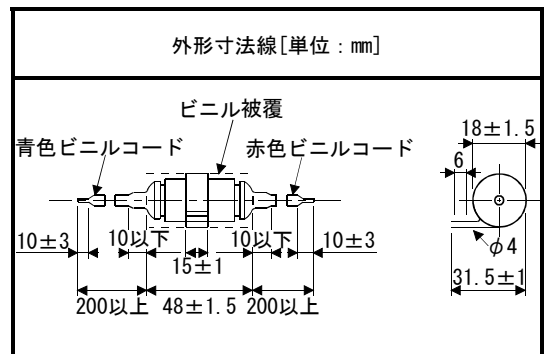 外形寸法線[単位:mm]
ビニル被覆
青色ビニルコード
赤色ビニルコード
18±1.5
6
10±3
10以下
10以下
10±3
15±1
φ4
31.5±1
200以上
48±1.5
200以上